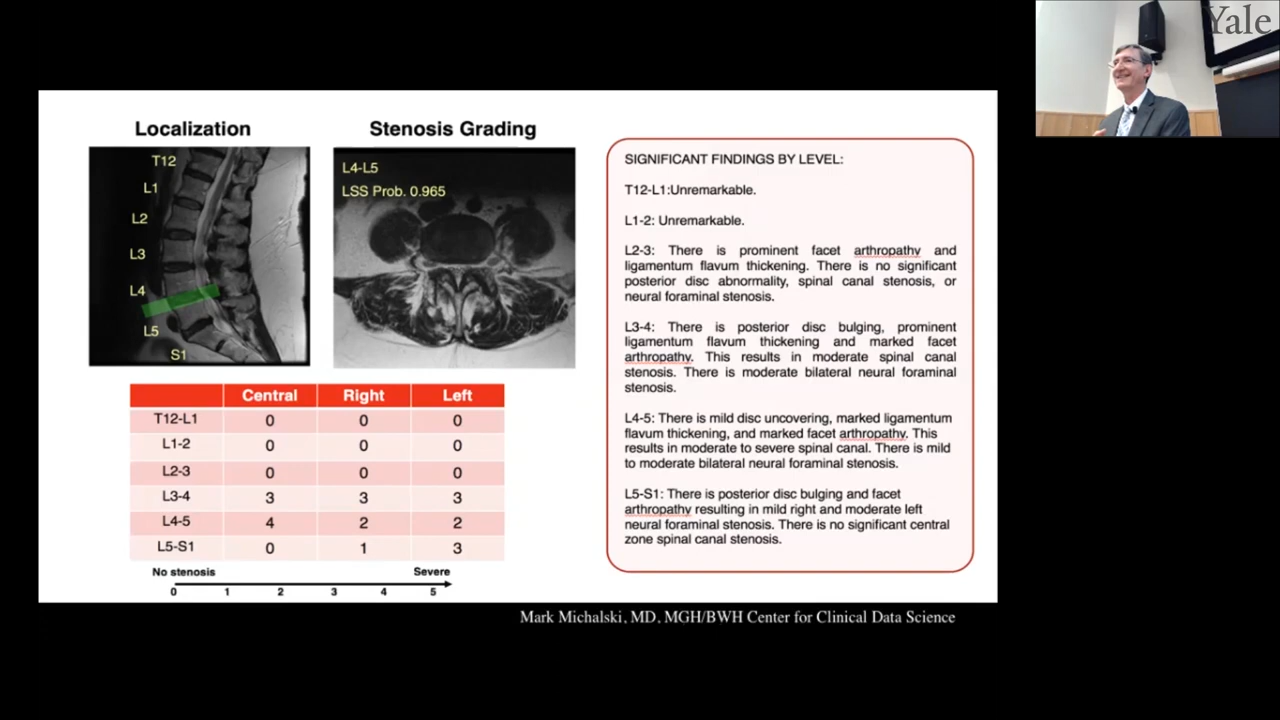 Yale
Localization
Stenosis Grading
T12
L1
L2
L3
L4
L5
S1
L4-L5
LSS Prob. 0.965
Central Right Left
T12-L1 0 0 0
L1-2 0 0 0
L2-3 0 0 0
L3-4 3 3 3
L4-5 4 2 2
L5-S1 0 1 3
No stenosis Severe
0 1 2 3 4 5
SIGNIFICANT FINDINGS BY LEVEL:
T12-L1:Unremarkable.
L1-2: Unremarkable.
L2-3: There is prominent facet arthropathy and
ligamentum flavum thickening. There is no significant
posterior disc abnormality, spinal canal stenosis, or
neural foraminal stenosis.
L3-4: There is posterior disc bulging, prominent
ligamentum flavum thickening and marked facet
arthropathy. This results in moderate spinal canal
stenosis. There is moderate bilateral neural foraminal
stenosis.
L4-5: There is mild disc uncovering, marked ligamentum
flavum thickening, and marked facet arthropathy. This
results in moderate to severe spinal canal. There is mild
to moderate bilateral neural foraminal stenosis.
L5-S1: There is posterior disc bulging and facet
arthropathy resulting in mild right and moderate left
neural foraminal stenosis. There is no significant central
zone spinal canal stenosis.
Mark Michalski, MD, MGH/BWH Center for Clinical Data Science